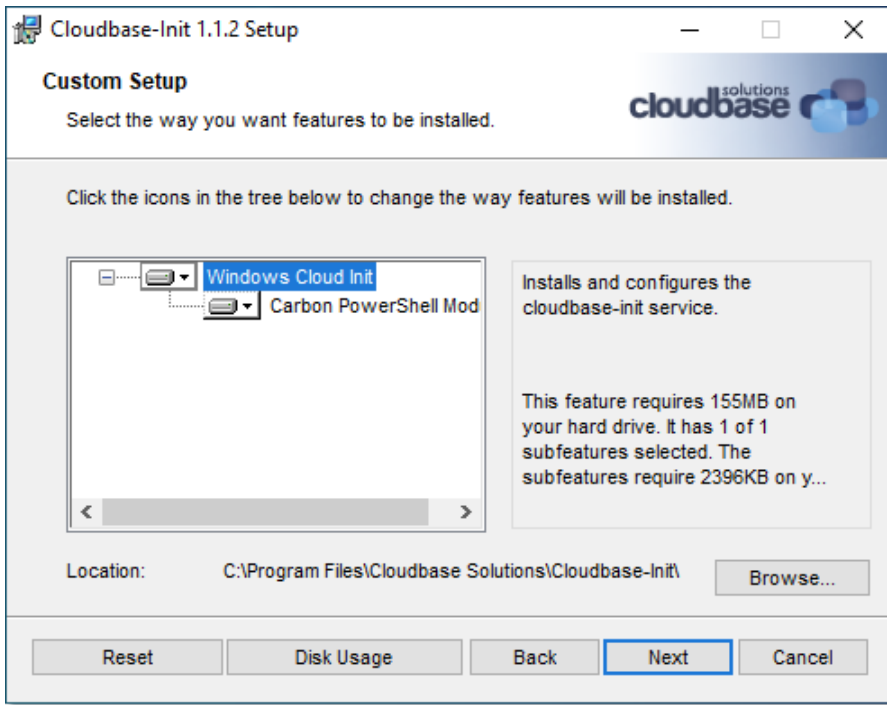 Cloudbase-Init 1.1.2 Setup
Custom Setup
Select the way you want features to be installed.
cloudbase solutions
Click the icons in the tree below to change the way features will be installed.
Windows Cloud Init
Carbon PowerShell Mod
Installs and configures the
cloudbase-init service.
This feature requires 155MB on
your hard drive. It has 1 of 1
subfeatures selected. The
subfeatures require 2396KB on y...
Location: C:\Program Files\Cloudbase Solutions\Cloudbase-Init\ Browse...
Reset Disk Usage Back Next Cancel